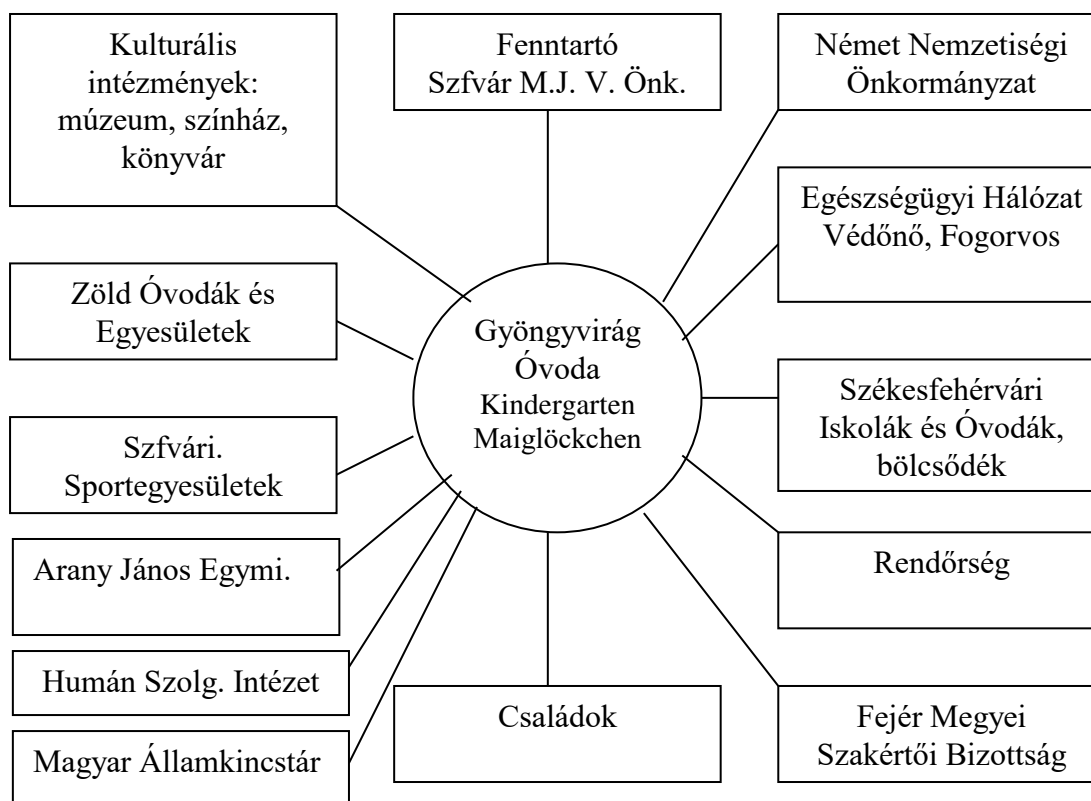 Kulturális
intézmények:
múzeum, színház,
könyvár
Fenntartó
Szfvár M.J. V. Önk.
Német Nemzetiségi
Önkormányzat
Egészségügyi Hálózat
Védőnő, Fogorvos
Zöld Óvodák és
Egyesületek
Gyöngyvirág
Óvoda
Kindergarten
Maiglöckchen
Székesfehérvári
Iskolák és Óvodák,
bölcsődék
Szfvári.
Sportegyesületek
Arany János Egymi.
Rendőrség
Humán Szolg. Intézet
Magyar Államkincstár
Családok
Fejér Megyei
Szakértői Bizottság